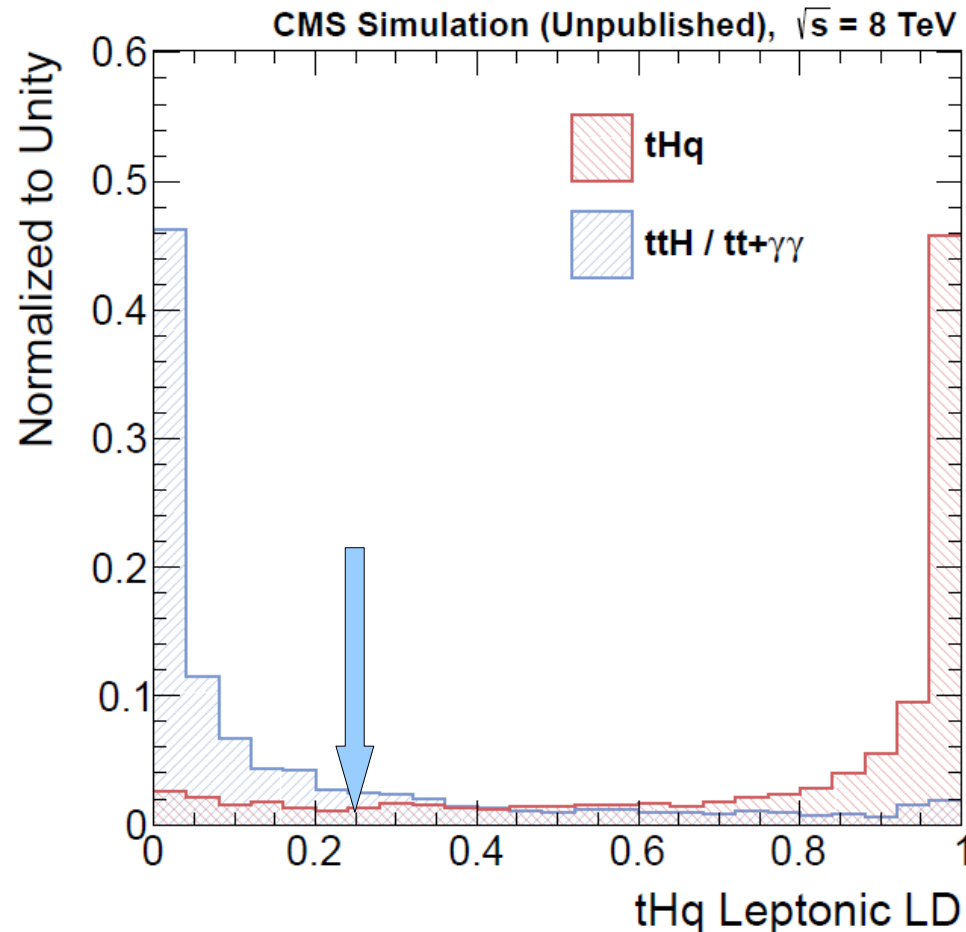 CMS Simulation (Unpublished), √s = 8 TeV
Normalized to Unity
0.6
0.5
0.4
0.3
0.2
0.1
0
tHq
ttH / tt+γγ
0 0.2 0.4 0.6 0.8 1
tHq Leptonic LD